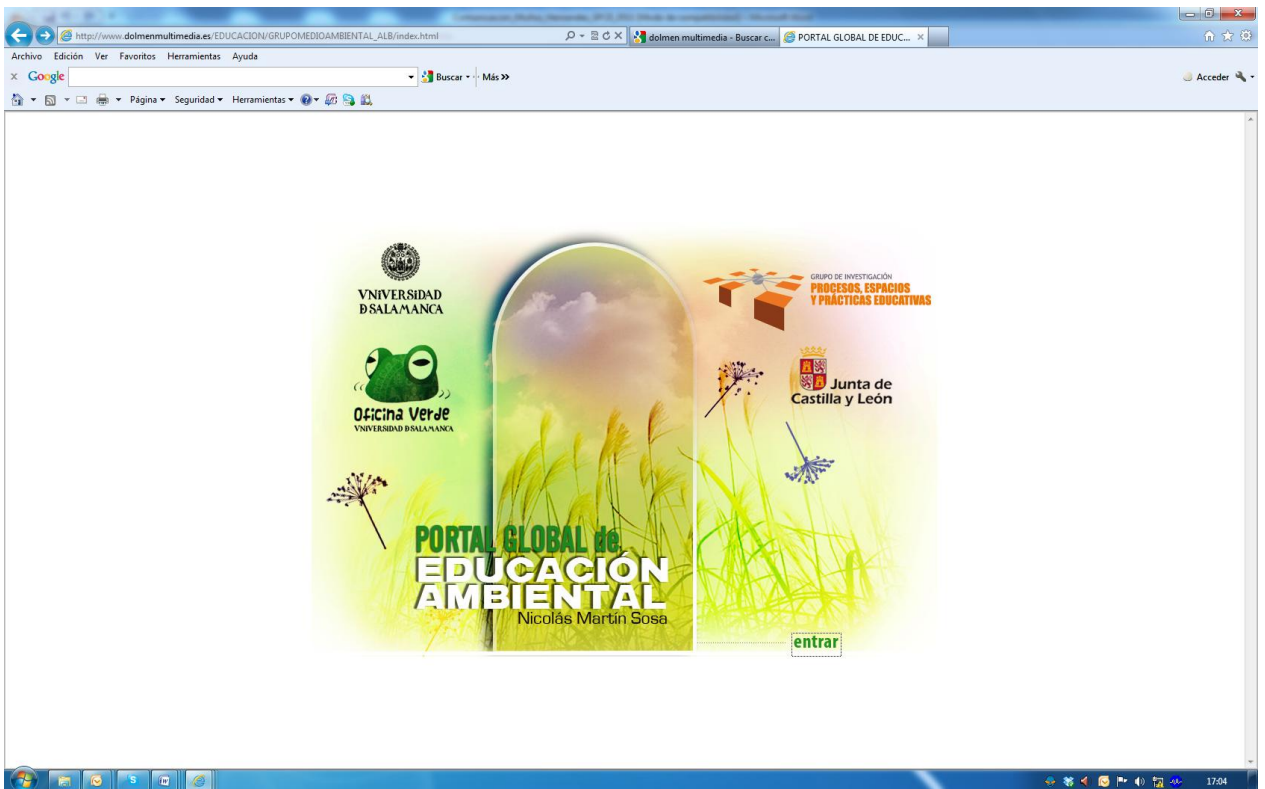 http://www.dolmenmultimedia.es/EDUCACION/GRUPOMEDIOAMBIENTAL_ALB/index.html
dolmen multimedia - Buscar c...
PORTAL GLOBAL DE EDUC...
Archivo Edición Ver Favoritos Herramientas Ayuda
Google
Buscar
Más
Acceder
Página Seguridad Herramientas
VNiVERSiDAD
D SALAMANCA
GRUPO DE INVESTIGACIÓN
PROCESOS, ESPACIOS
Y PRÁCTICAS EDUCATIVAS
Oficina Verde
VNIVERSIDAD D SALAMANCA
Junta de
Castilla y León
PORTAL GLOBAL de
EDUCACIÓN
AMBIENTAL
Nicolás Martín Sosa
entrar
17:04